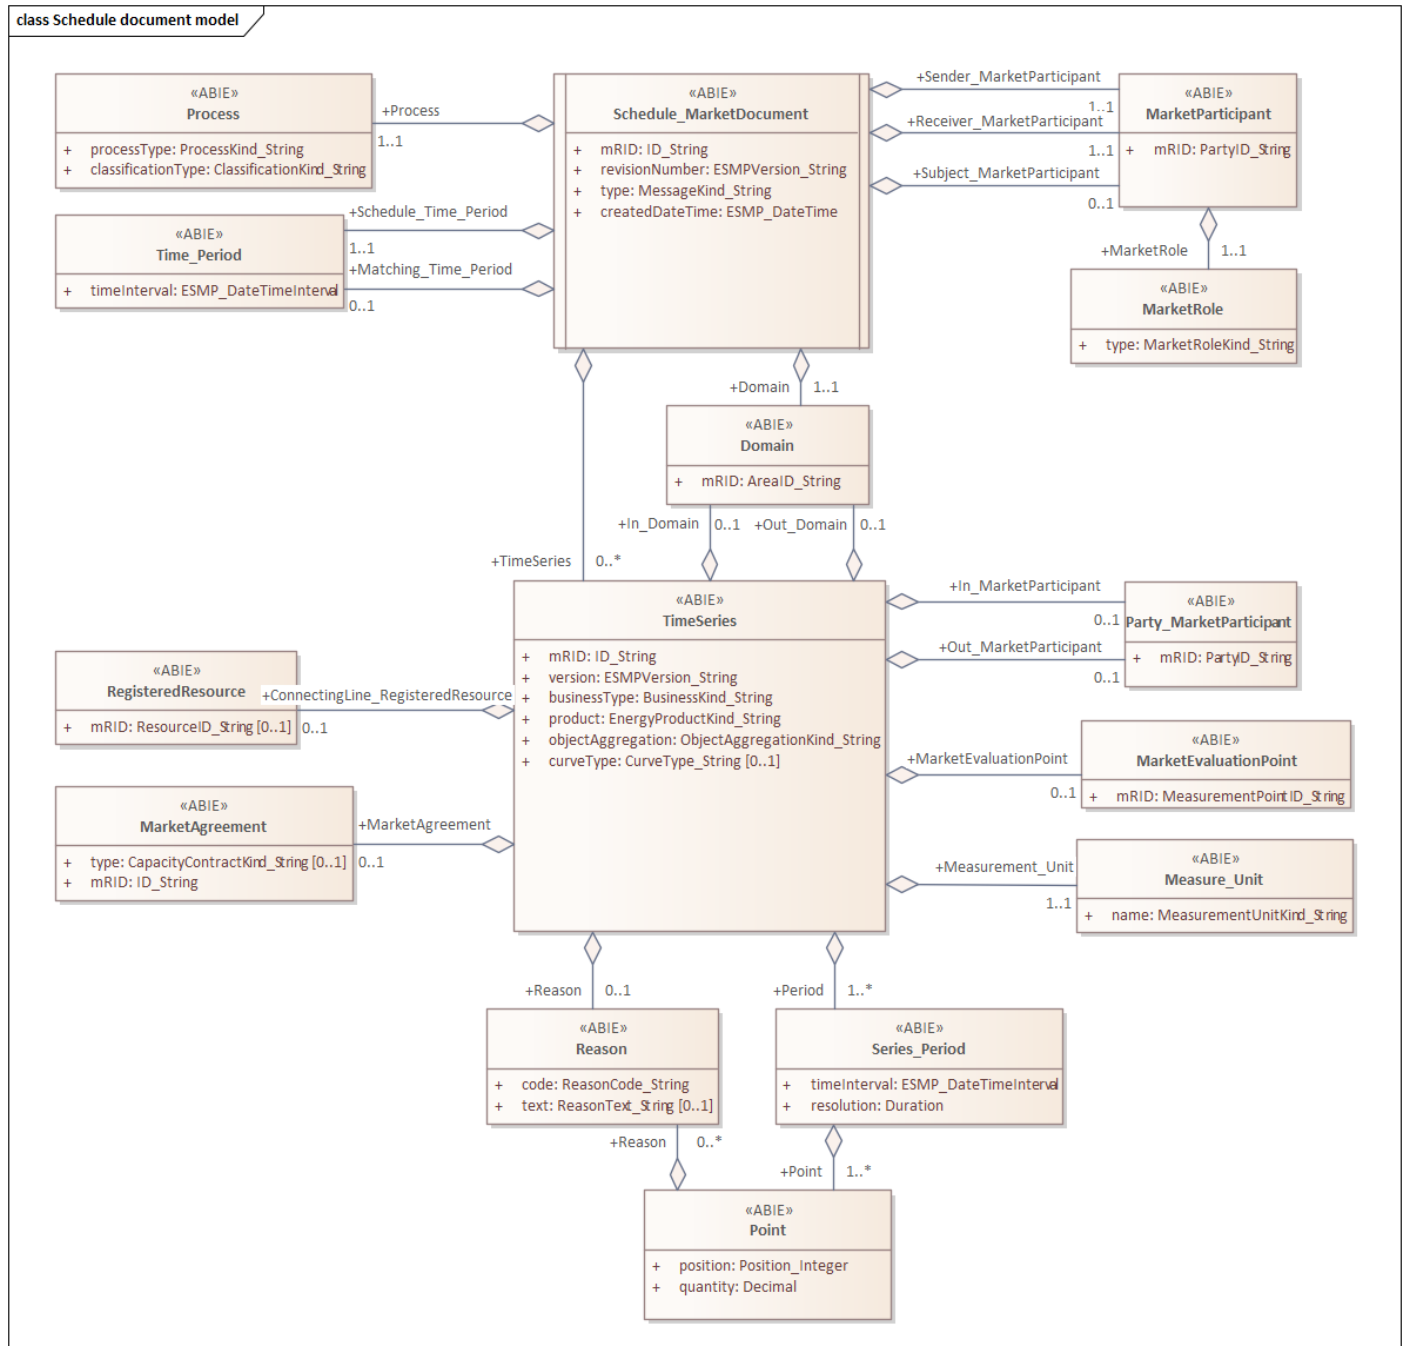 class Schedule document model
«ABIE»
Process
+ processType: ProcessKind_String
+ classificationType: ClassificationKind_String
+Process
1..1
«ABIE»
Schedule_MarketDocument
+ mRID: ID_String
+ revisionNumber: ESMPVersion_String
+ type: MessageKind_String
+ createdDateTime: ESMP_DateTime
+Sender_MarketParticipant
1..1
+Receiver_MarketParticipant
1..1
+Subject_MarketParticipant
0..1
«ABIE»
MarketParticipant
+ mRID: PartyID_String
«ABIE»
Time_Period
+ timeInterval: ESMP_DateTimeInterval
+Schedule_Time_Period
1..1
+Matching_Time_Period
0..1
+MarketRole
1..1
«ABIE»
MarketRole
+ type: MarketRoleKind_String
+Domain
1..1
«ABIE»
Domain
+ mRID: AreaID_String
+In_Domain
0..1
+Out_Domain
0..1
+TimeSeries
0..*
«ABIE»
TimeSeries
+ mRID: ID_String
+ version: ESMPVersion_String
+ businessType: BusinessKind_String
+ product: EnergyProductKind_String
+ objectAggregation: ObjectAggregationKind_String
+ curveType: CurveType_String [0..1]
+In_MarketParticipant
0..1
+Out_MarketParticipant
0..1
«ABIE»
Party_MarketParticipant
+ mRID: PartyID_String
«ABIE»
RegisteredResource
+ mRID: ResourceID_String [0..1]
+ConnectingLine_RegisteredResource
0..1
+MarketEvaluationPoint
0..1
«ABIE»
MarketEvaluationPoint
+ mRID: MeasurementPointID_String
«ABIE»
MarketAgreement
+ type: CapacityContractKind_String [0..1]
+ mRID: ID_String
+MarketAgreement
0..1
+Measurement_Unit
1..1
«ABIE»
Measure_Unit
+ name: MeasurementUnitKind_String
+Reason
0..1
+Period
1..*
«ABIE»
Reason
+ code: ReasonCode_String
+ text: ReasonText_String [0..1]
«ABIE»
Series_Period
+ timeInterval: ESMP_DateTimeInterval
+ resolution: Duration
+Reason
0..*
+Point
1..*
«ABIE»
Point
+ position: Position_Integer
+ quantity: Decimal